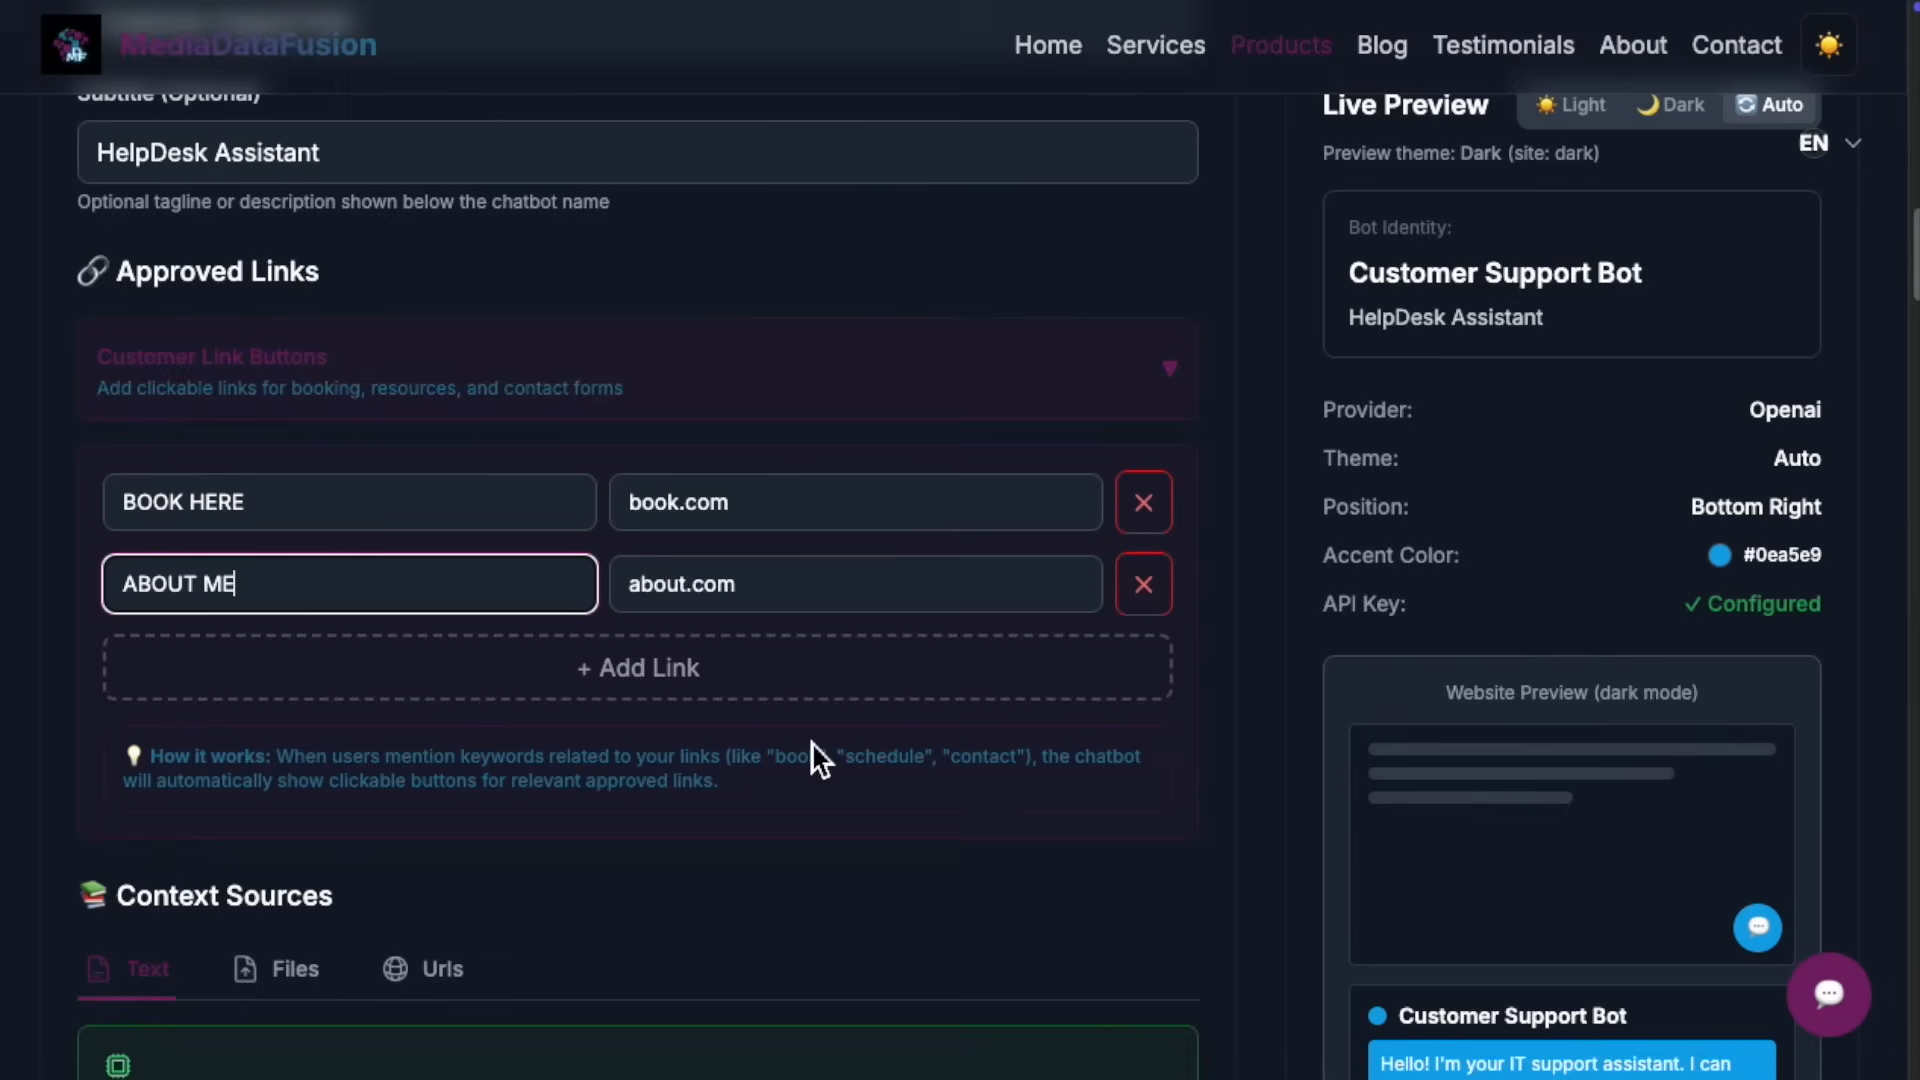 MediaDataFusion
Home Services Products Blog Testimonials About Contact
Subtitle (Optional)
HelpDesk Assistant
Optional tagline or description shown below the chatbot name
Approved Links
Customer Link Buttons
Add clickable links for booking, resources, and contact forms
BOOK HERE
book.com
ABOUT ME
about.com
+ Add Link
How it works: When users mention keywords related to your links (like "book", "schedule", "contact"), the chatbot
will automatically show clickable buttons for relevant approved links.
Context Sources
Text
Files
Urls
Live Preview
Light
Dark
Auto
EN
Preview theme: Dark (site: dark)
Bot Identity:
Customer Support Bot
HelpDesk Assistant
Provider: Openai
Theme: Auto
Position: Bottom Right
Accent Color: #0ea5e9
API Key: ✓ Configured
Website Preview (dark mode)
Customer Support Bot
Hello! I'm your IT support assistant. I can